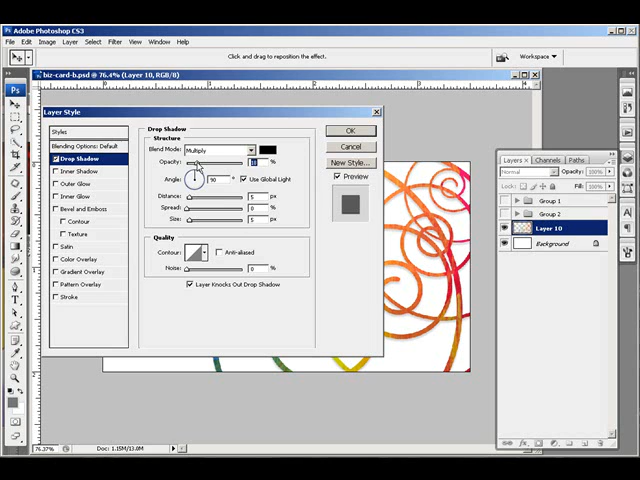 Adobe Photoshop CS3
File Edit Image Layer Select Filter View Window Help
Click and drag to reposition the effect.
Workspace
biz-card-b.psd @ 76.4% (Layer 10, RGB/8)
Layer Style
Styles
Blending Options: Default
Drop Shadow
Inner Shadow
Outer Glow
Inner Glow
Bevel and Emboss
Contour
Texture
Satin
Color Overlay
Gradient Overlay
Pattern Overlay
Stroke
Drop Shadow
Structure
Blend Mode: Multiply
Opacity: %
Angle: 90 ° Use Global Light
Distance: 5 px
Spread: 0 %
Size: 5 px
Quality
Contour: Anti-aliased
Noise: 0 %
Layer Knocks Out Drop Shadow
OK
Cancel
New Style...
Preview
Layers Channels Paths
Normal Opacity:
Lock: Fill:
Group 1
Group 2
Layer 10
Background
76.37% Doc: 1.15M/13.0M